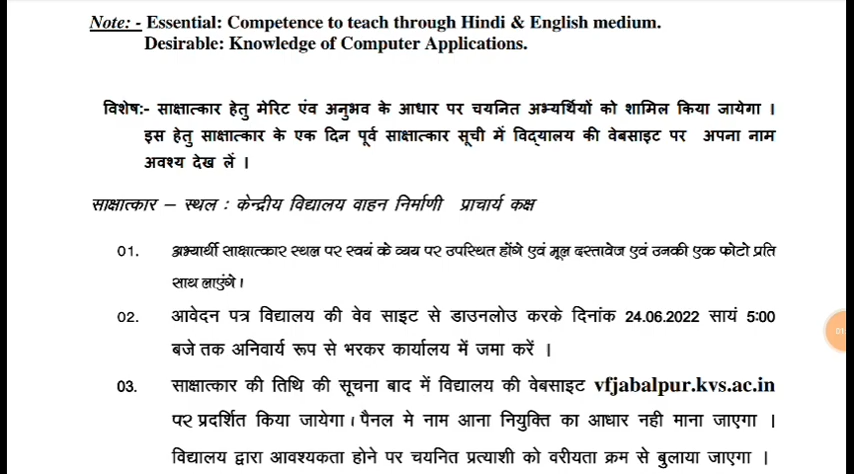 Note: - Essential: Competence to teach through Hindi & English medium.
Desirable: Knowledge of Computer Applications.
विशेष:- साक्षात्कार हेतु मेरिट एंव अनुभव के आधार पर चयनित अभ्यर्थियों को शामिल किया जायेगा ।
इस हेतु साक्षात्कार के एक दिन पूर्व साक्षात्कार सूची में विद्यालय की वेबसाइट पर अपना नाम
अवश्य देख लें ।
साक्षात्कार – स्थल : केन्द्रीय विद्यालय वाहन निर्माणी प्राचार्य कक्ष
01. अभ्यार्थी साक्षात्कार स्थल पर स्वयं के व्यय पर उपस्थित होंगे एवं मूल दस्तावेज एवं उनकी एक फोटो प्रति
साथ लाएंगे।
02. आवेदन पत्र विद्यालय की वेव साइट से डाउनलोउ करके दिनांक 24.06.2022 सायं 5:00
बजे तक अनिवार्य रूप से भरकर कार्यालय में जमा करें ।
03. साक्षात्कार की तिथि की सूचना बाद में विद्यालय की वेबसाइट vfjabalpur.kvs.ac.in
पर प्रदर्शित किया जायेगा। पैनल मे नाम आना नियुक्ति का आधार नही माना जाएगा ।
विद्यालय द्वारा आवश्यकता होने पर चयनित प्रत्याशी को वरीयता क्रम से बुलाया जाएगा ।
01